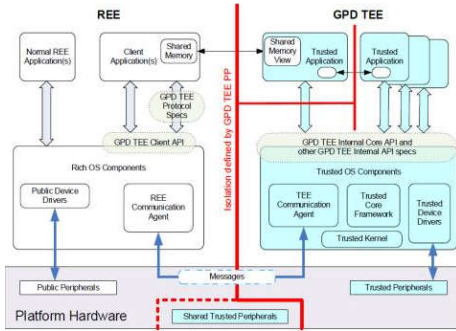 REE
GPD TEE
Normal REE
Application(s)
Client
Application(s)
Shared
Memory
Shared
Memory
View
Trusted
Application
Trusted
Application
GPD TEE
Protocol
Specs
Isolation defined by GPD TEE PP
GPD TEE Client API
GPD TEE Internal Core API and
other GPD TEE Internal API specs
Rich OS Components
Trusted OS Components
Public Device
Drivers
REE
Communication
Agent
TEE
Communication
Agent
Trusted
Core
Framework
Trusted
Device
Drivers
Trusted Kernel
Messages
Public Peripherals
Trusted Peripherals
Platform Hardware
Shared Trusted Peripherals